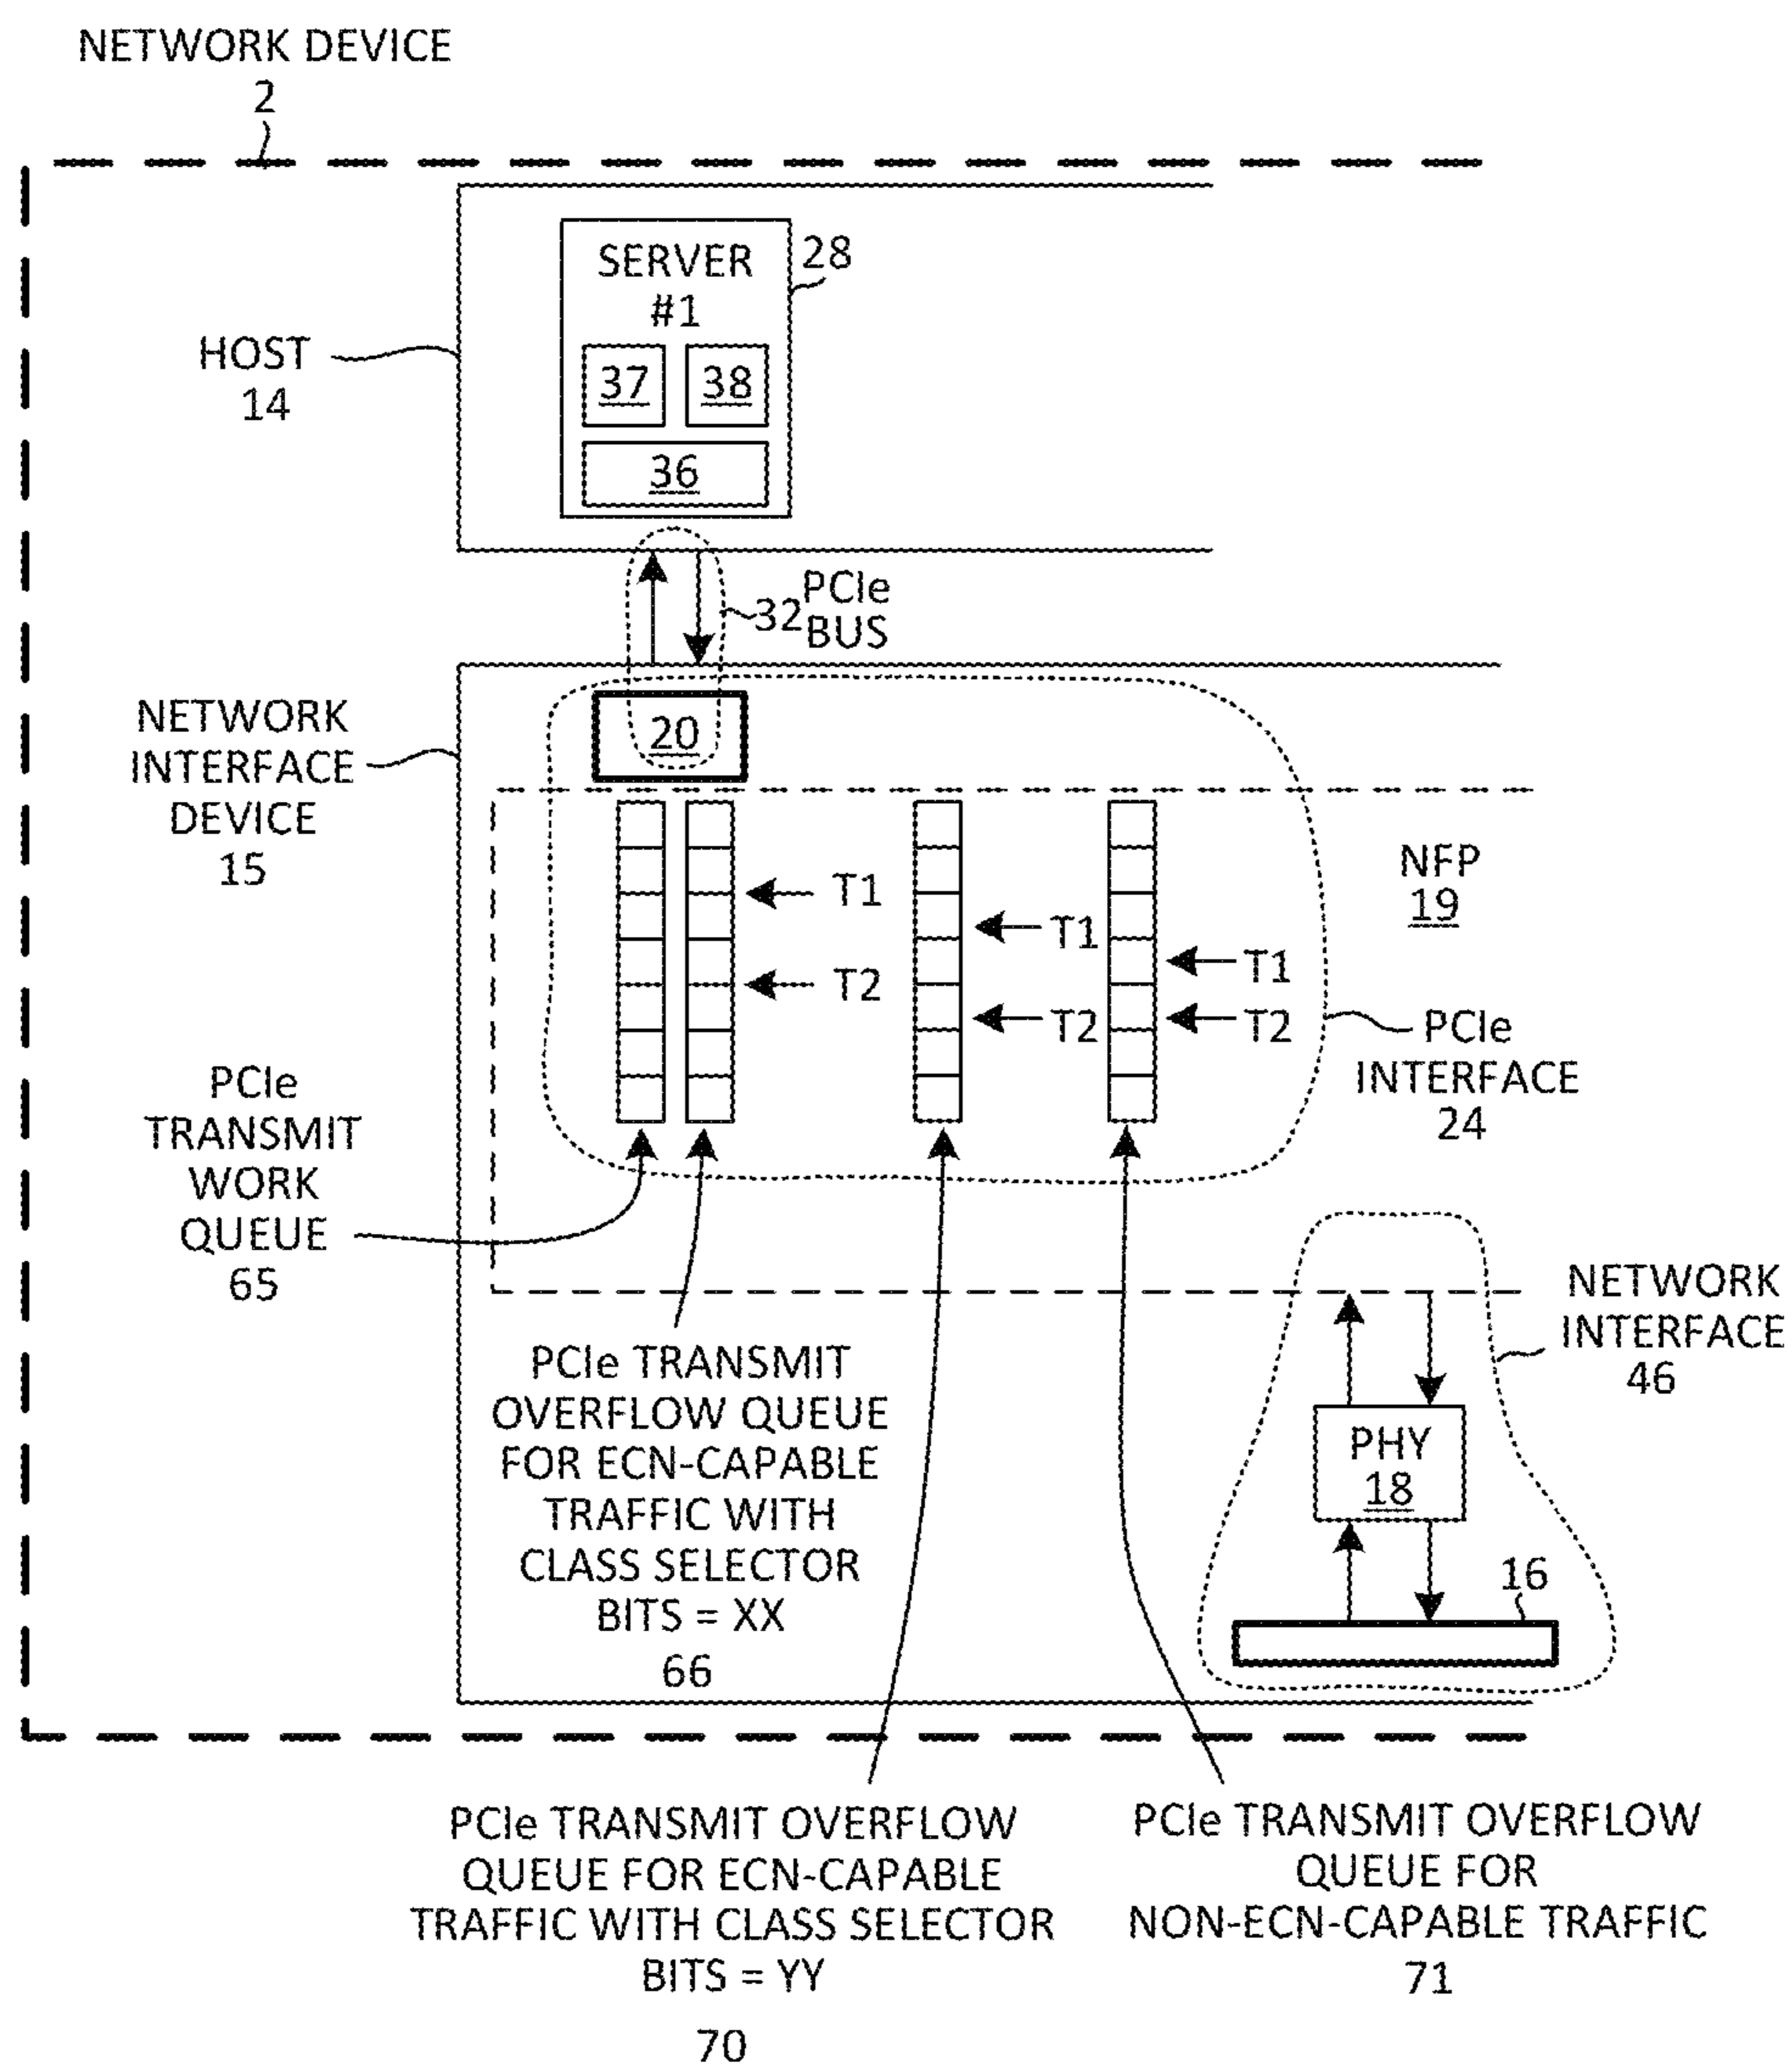 NETWORK DEVICE
2
SERVER
#1
28
37
38
36
HOST
14
32
PCIe
BUS
NETWORK
INTERFACE
DEVICE
15
20
NFP
19
T1
T2
T1
T2
T1
T2
PCIe
INTERFACE
24
PCIe
TRANSMIT
WORK
QUEUE
65
PCIe TRANSMIT
OVERFLOW QUEUE
FOR ECN-CAPABLE
TRAFFIC WITH
CLASS SELECTOR
BITS = XX
66
NETWORK
INTERFACE
46
PHY
18
16
PCIe TRANSMIT OVERFLOW
QUEUE FOR ECN-CAPABLE
TRAFFIC WITH CLASS SELECTOR
BITS = YY
70
PCIe TRANSMIT OVERFLOW
QUEUE FOR
NON-ECN-CAPABLE TRAFFIC
71